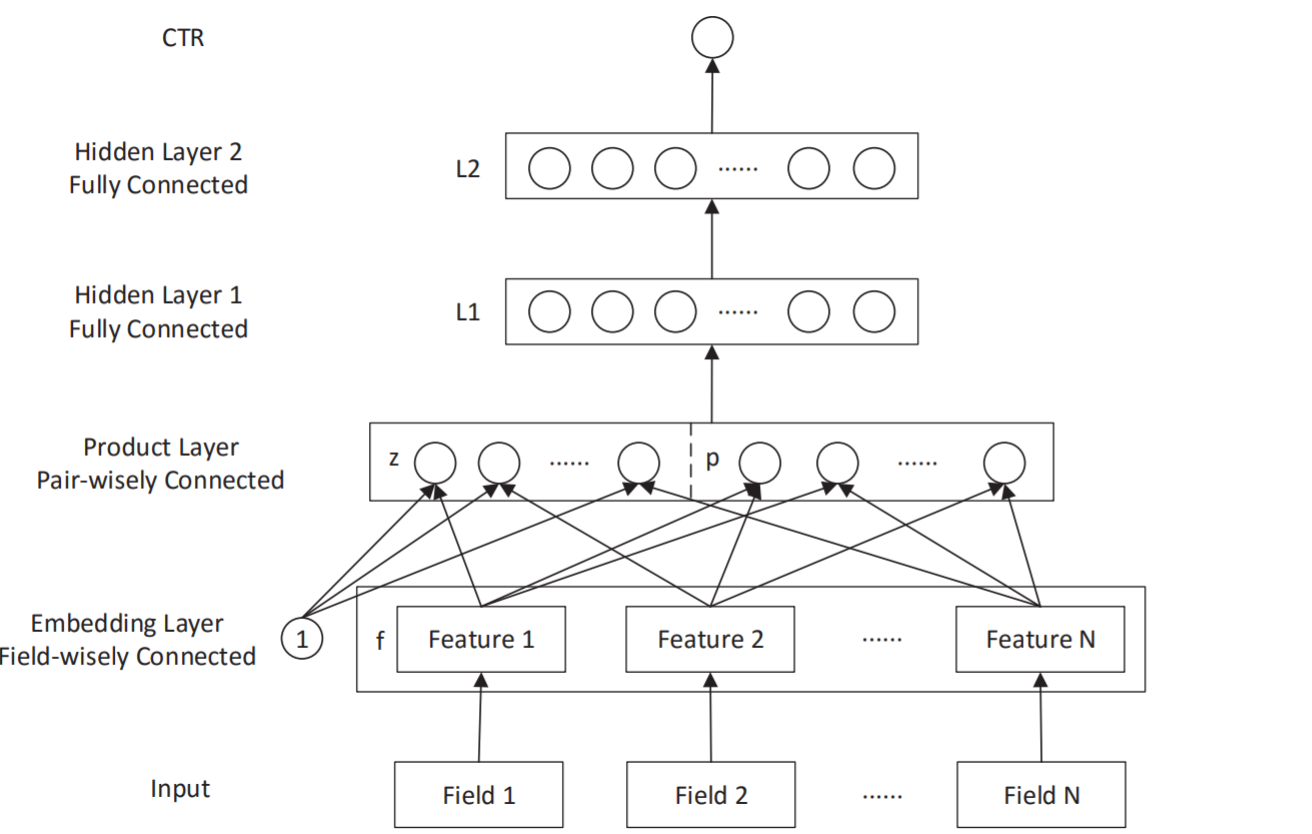 CTR
Hidden Layer 2
Fully Connected
L2
......
Hidden Layer 1
Fully Connected
L1
......
Product Layer
Pair-wisely Connected
z
......
p
......
Embedding Layer
Field-wisely Connected
1
f
Feature 1
Feature 2
......
Feature N
Input
Field 1
Field 2
......
Field N